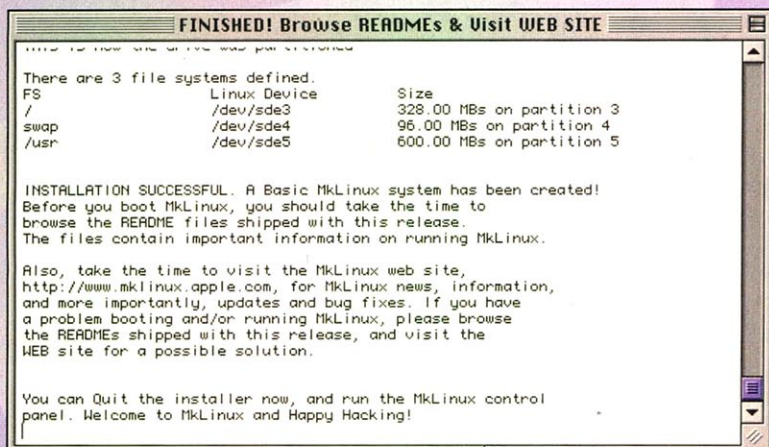 FINISHED! Browse READMEs & Visit WEB SITE
This is how the drive was partitioned
There are 3 file systems defined.
FS Linux Device Size
/ /dev/sde3 328.00 MBs on partition 3
swap /dev/sde4 96.00 MBs on partition 4
/usr /dev/sde5 600.00 MBs on partition 5
INSTALLATION SUCCESSFUL. A Basic MkLinux system has been created!
Before you boot MkLinux, you should take the time to
browse the README files shipped with this release.
The files contain important information on running MkLinux.
Also, take the time to visit the MkLinux web site,
http://www.mklinux.apple.com, for MkLinux news, information,
and more importantly, updates and bug fixes. If you have
a problem booting and/or running MkLinux, please browse
the READMEs shipped with this release, and visit the
WEB site for a possible solution.
You can Quit the installer now, and run the MkLinux control
panel. Welcome to MkLinux and Happy Hacking!